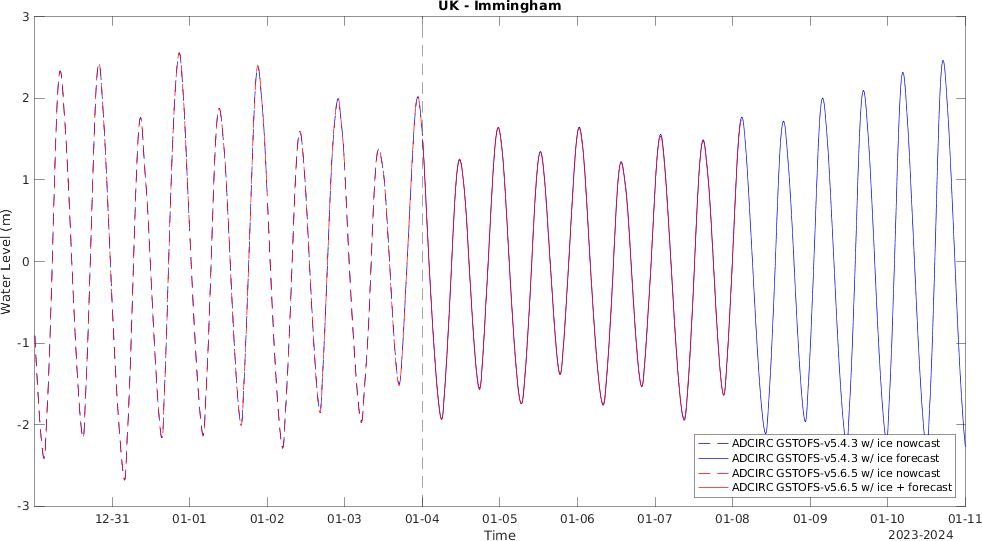 UK - Immingham
3
2
1
0
-1
-2
-3
Water Level (m)
12-31
01-01
01-02
01-03
01-04
01-05
01-06
01-07
01-08
01-09
01-10
01-11
Time
2023-2024
ADCIRC GSTOFS-v5.4.3 w/ ice nowcast
ADCIRC GSTOFS-v5.4.3 w/ ice forecast
ADCIRC GSTOFS-v5.6.5 w/ ice nowcast
ADCIRC GSTOFS-v5.6.5 w/ ice + forecast